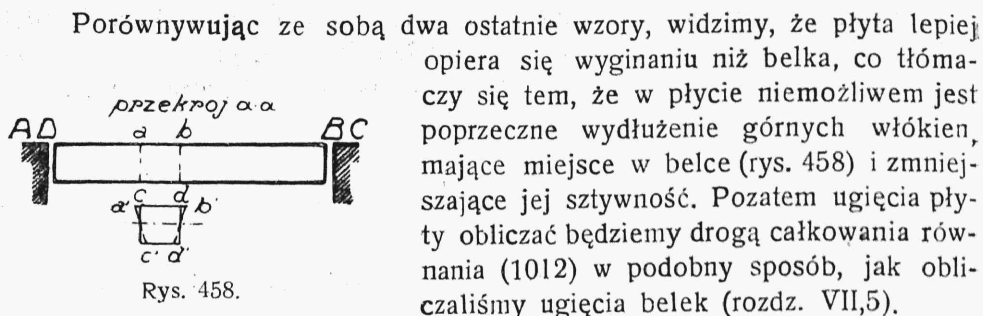 Porównywując ze sobą dwa ostatnie wzory, widzimy, że płyta lepiej
opiera się wyginaniu niż belka, co tłóma-
czy się tem, że w płycie niemożliwem jest
poprzeczne wydłużenie górnych włókien,
mające miejsce w belce (rys. 458) i zmniej-
szające jej sztywność. Pozatem ugięcia pły-
ty obliczać będziemy drogą całkowania rów-
nania (1012) w podobny sposób, jak obli-
czaliśmy ugięcia belek (rozdz. VII,5).
przekroj a-a
AD a b BC
c d
a' b'
c' d'
Rys. 458.